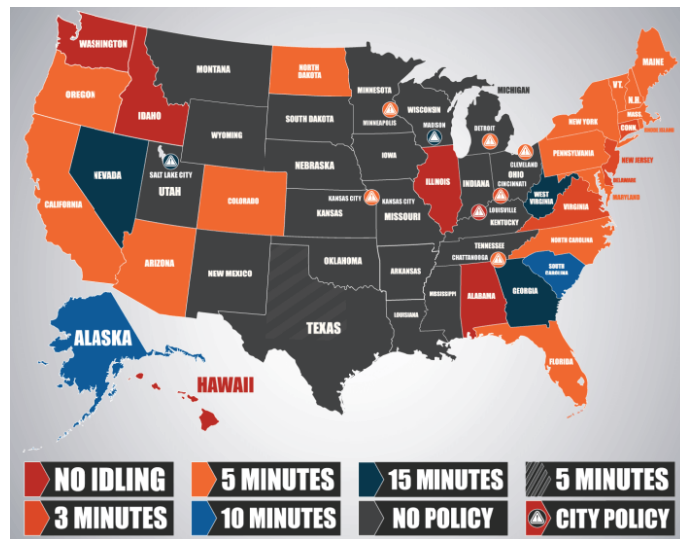 WASHINGTON
MONTANA
NORTH
DAKOTA
MINNESOTA
MICHIGAN
MAINE
VT.
N.H.
OREGON
IDAHO
SOUTH DAKOTA
MINNEAPOLIS
WISCONSIN
MADISON
DETROIT
NEW YORK
MASS.
CONN
RHODE ISLAND
WYOMING
IOWA
CLEVELAND
PENNSYLVANIA
NEW JERSEY
NEVADA
SALT LAKE CITY
UTAH
NEBRASKA
ILLINOIS
INDIANA
OHIO
CINCINNATI
WEST
VIRGINIA
DELAWARE
MARYLAND
CALIFORNIA
COLORADO
KANSAS
KANSAS CITY
KANSAS CITY
MISSOURI
LOUISVILLE
KENTUCKY
VIRGINIA
ARIZONA
NEW MEXICO
OKLAHOMA
ARKANSAS
TENNESSEE
CHATTANOOGA
NORTH CAROLINA
SOUTH
CAROLINA
TEXAS
LOUISIANA
MISSISSIPPI
ALABAMA
GEORGIA
FLORIDA
ALASKA
HAWAII
NO IDLING
5 MINUTES
15 MINUTES
5 MINUTES
3 MINUTES
10 MINUTES
NO POLICY
CITY POLICY